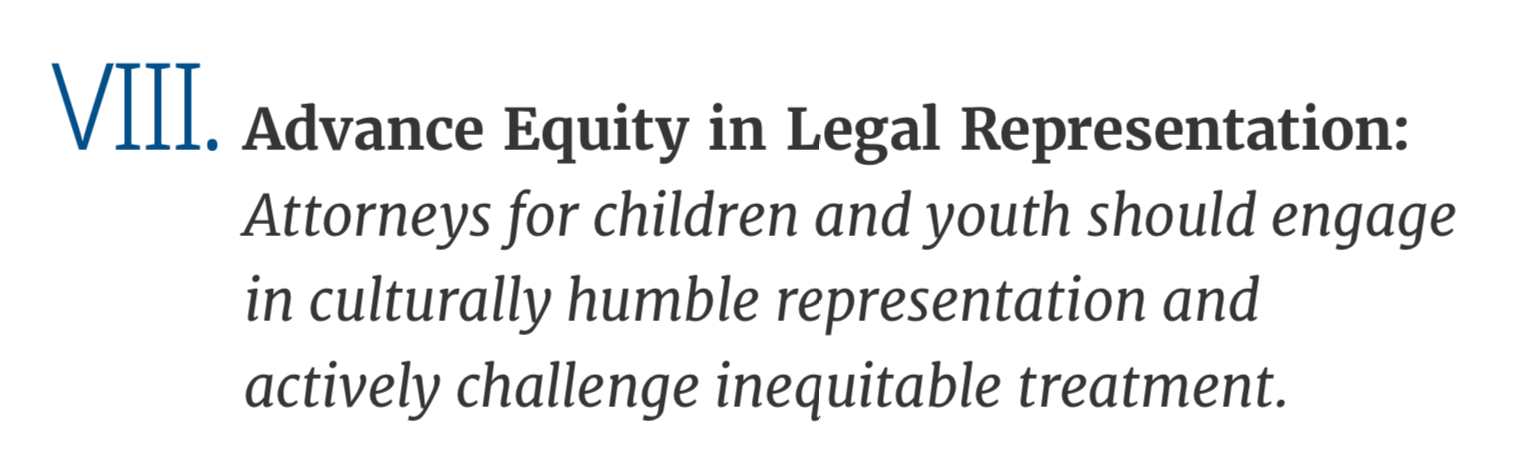 VIII. Advance Equity in Legal Representation:
Attorneys for children and youth should engage
in culturally humble representation and
actively challenge inequitable treatment.